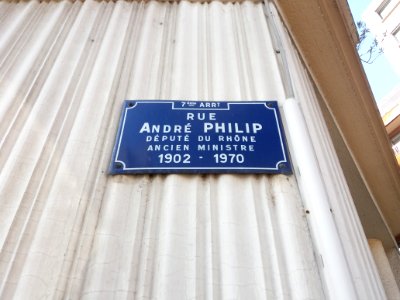 7ème ARRT
RUE
ANDRÉ PHILIP
DÉPUTÉ DU RHÔNE
ANCIEN MINISTRE
1902 - 1970